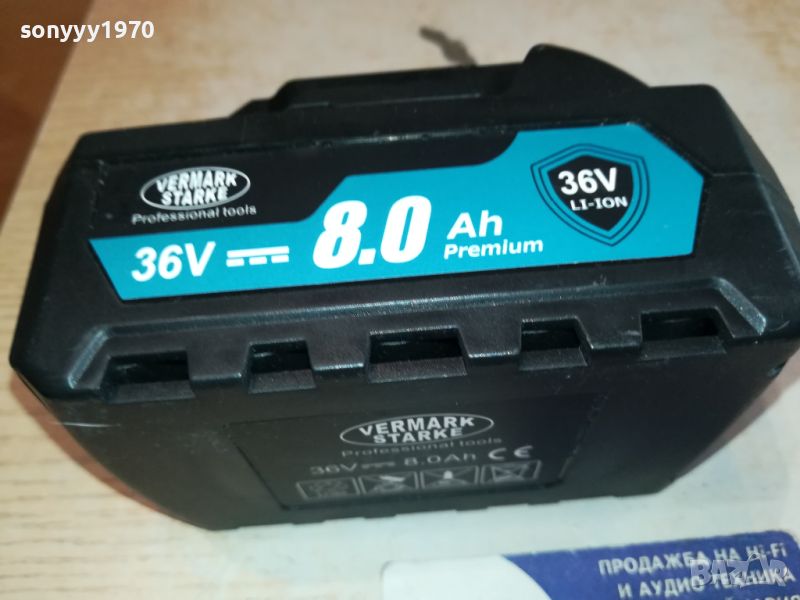 sonyyy1970
VERMARK
STARKE
Professional tools
36V
8.0 Ah
Premium
36V
LI-ION
VERMARK
STARKE
Professional tools
36V 8.0Ah CE
ПРОДАЖБА НА Hi-Fi
И АУДИО ТЕХНИКА
BAZAR